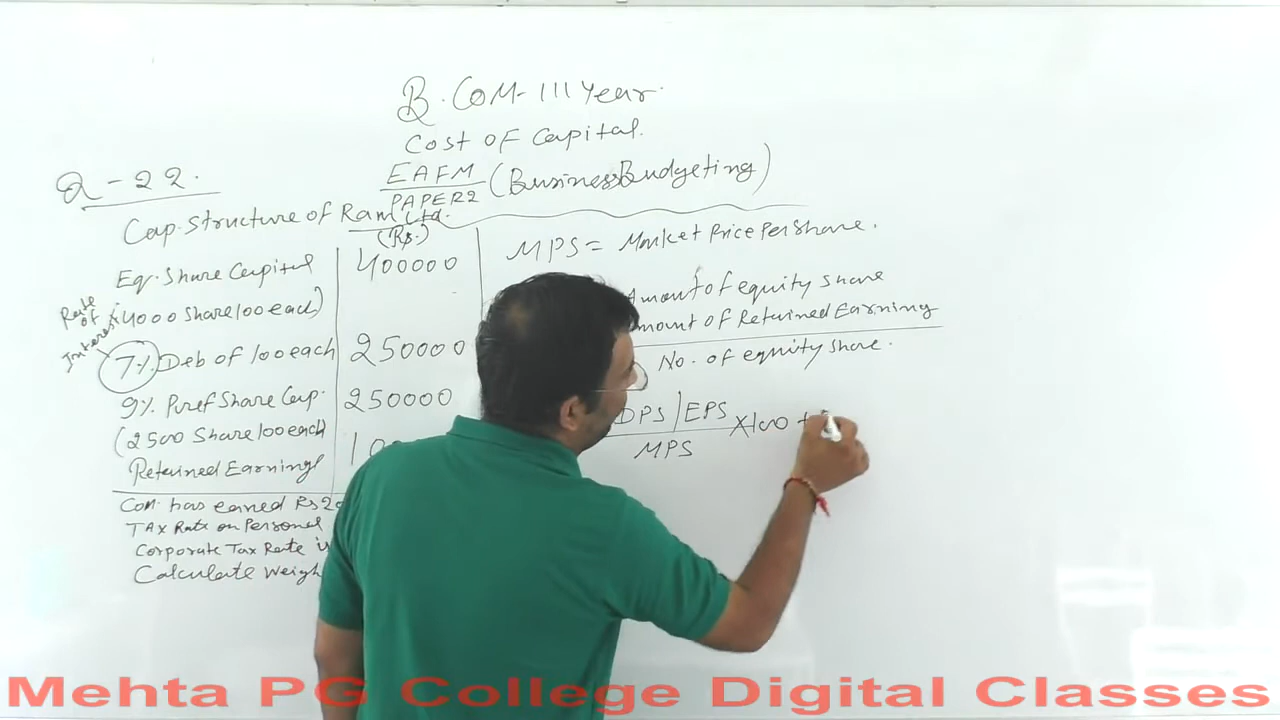 B.COM-III Year.
Cost of Capital.
EAFM (Business Budgeting)
PAPER2
Q-22.
Cap. Structure of Ram Ltd.
(Rs.)
Eq. Share Capital 400000
(4000 Share 100 each)
Rate of Interest
7% Deb of 100 each 250000
9% Pref Share Cap. 250000
(2500 Share 100 each
Retained Earnings
Com. has earned Rs
Tax Rate on Personal
Corporate Tax Rate
Calculate
MPS = Market Price Per Share.
Amount of equity share
Amount of Retained Earning
No. of equity share.
DPS/EPS X100 +
MPS
Mehta PG College Digital Classes